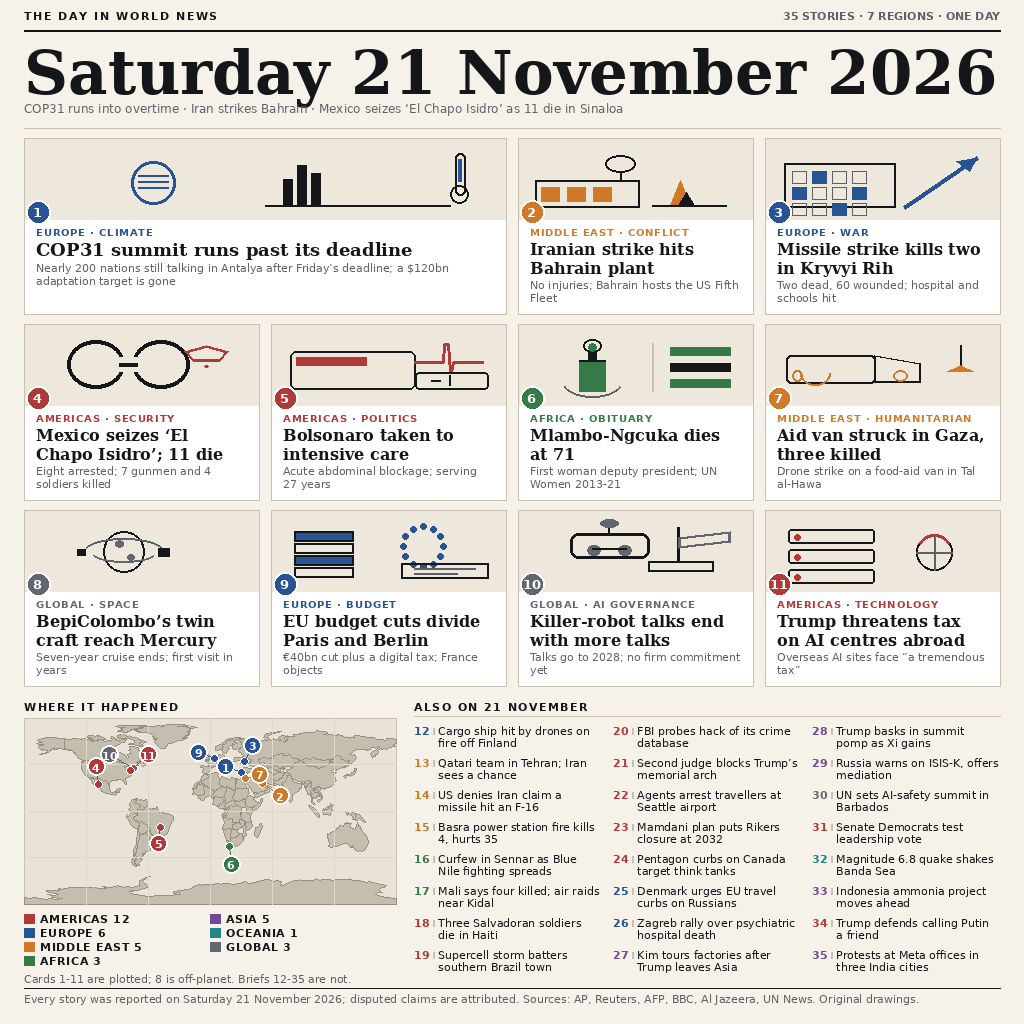 THE DAY IN WORLD NEWS
35 STORIES · 7 REGIONS · ONE DAY
Saturday 21 November 2026
COP31 runs into overtime · Iran strikes Bahrain · Mexico seizes ‘El Chapo Isidro’ as 11 die in Sinaloa
1
EUROPE · CLIMATE
COP31 summit runs past its deadline
Nearly 200 nations still talking in Antalya after Friday’s deadline; a $120bn
adaptation target is gone
2
MIDDLE EAST · CONFLICT
Iranian strike hits
Bahrain plant
No injuries; Bahrain hosts the US Fifth
Fleet
3
EUROPE · WAR
Missile strike kills two
in Kryvyi Rih
Two dead, 60 wounded; hospital and
schools hit
4
AMERICAS · SECURITY
Mexico seizes ‘El
Chapo Isidro’; 11 die
Eight arrested; 7 gunmen and 4
soldiers killed
5
AMERICAS · POLITICS
Bolsonaro taken to
intensive care
Acute abdominal blockage; serving
27 years
6
AFRICA · OBITUARY
Mlambo-Ngcuka dies
at 71
First woman deputy president; UN
Women 2013-21
7
MIDDLE EAST · HUMANITARIAN
Aid van struck in Gaza,
three killed
Drone strike on a food-aid van in Tal
al-Hawa
8
GLOBAL · SPACE
BepiColombo’s twin
craft reach Mercury
Seven-year cruise ends; first visit in
years
9
EUROPE · BUDGET
EU budget cuts divide
Paris and Berlin
€40bn cut plus a digital tax; France
objects
10
GLOBAL · AI GOVERNANCE
Killer-robot talks end
with more talks
Talks go to 2028; no firm commitment
yet
11
AMERICAS · TECHNOLOGY
Trump threatens tax
on AI centres abroad
Overseas AI sites face “a tremendous
tax”
WHERE IT HAPPENED
10
11
4
9
3
1
7
2
5
6
AMERICAS 12
EUROPE 6
MIDDLE EAST 5
AFRICA 3
ASIA 5
OCEANIA 1
GLOBAL 3
Cards 1-11 are plotted; 8 is off-planet. Briefs 12-35 are not.
ALSO ON 21 NOVEMBER
12 Cargo ship hit by drones on
fire off Finland
13 Qatari team in Tehran; Iran
sees a chance
14 US denies Iran claim a
missile hit an F-16
15 Basra power station fire kills
4, hurts 35
16 Curfew in Sennar as Blue
Nile fighting spreads
17 Mali says four killed; air raids
near Kidal
18 Three Salvadoran soldiers
die in Haiti
19 Supercell storm batters
southern Brazil town
20 FBI probes hack of its crime
database
21 Second judge blocks Trump’s
memorial arch
22 Agents arrest travellers at
Seattle airport
23 Mamdani plan puts Rikers
closure at 2032
24 Pentagon curbs on Canada
target think tanks
25 Denmark urges EU travel
curbs on Russians
26 Zagreb rally over psychiatric
hospital death
27 Kim tours factories after
Trump leaves Asia
28 Trump basks in summit
pomp as Xi gains
29 Russia warns on ISIS-K, offers
mediation
30 UN sets AI-safety summit in
Barbados
31 Senate Democrats test
leadership vote
32 Magnitude 6.8 quake shakes
Banda Sea
33 Indonesia ammonia project
moves ahead
34 Trump defends calling Putin
a friend
35 Protests at Meta offices in
three India cities
Every story was reported on Saturday 21 November 2026; disputed claims are attributed. Sources: AP, Reuters, AFP, BBC, Al Jazeera, UN News. Original drawings.